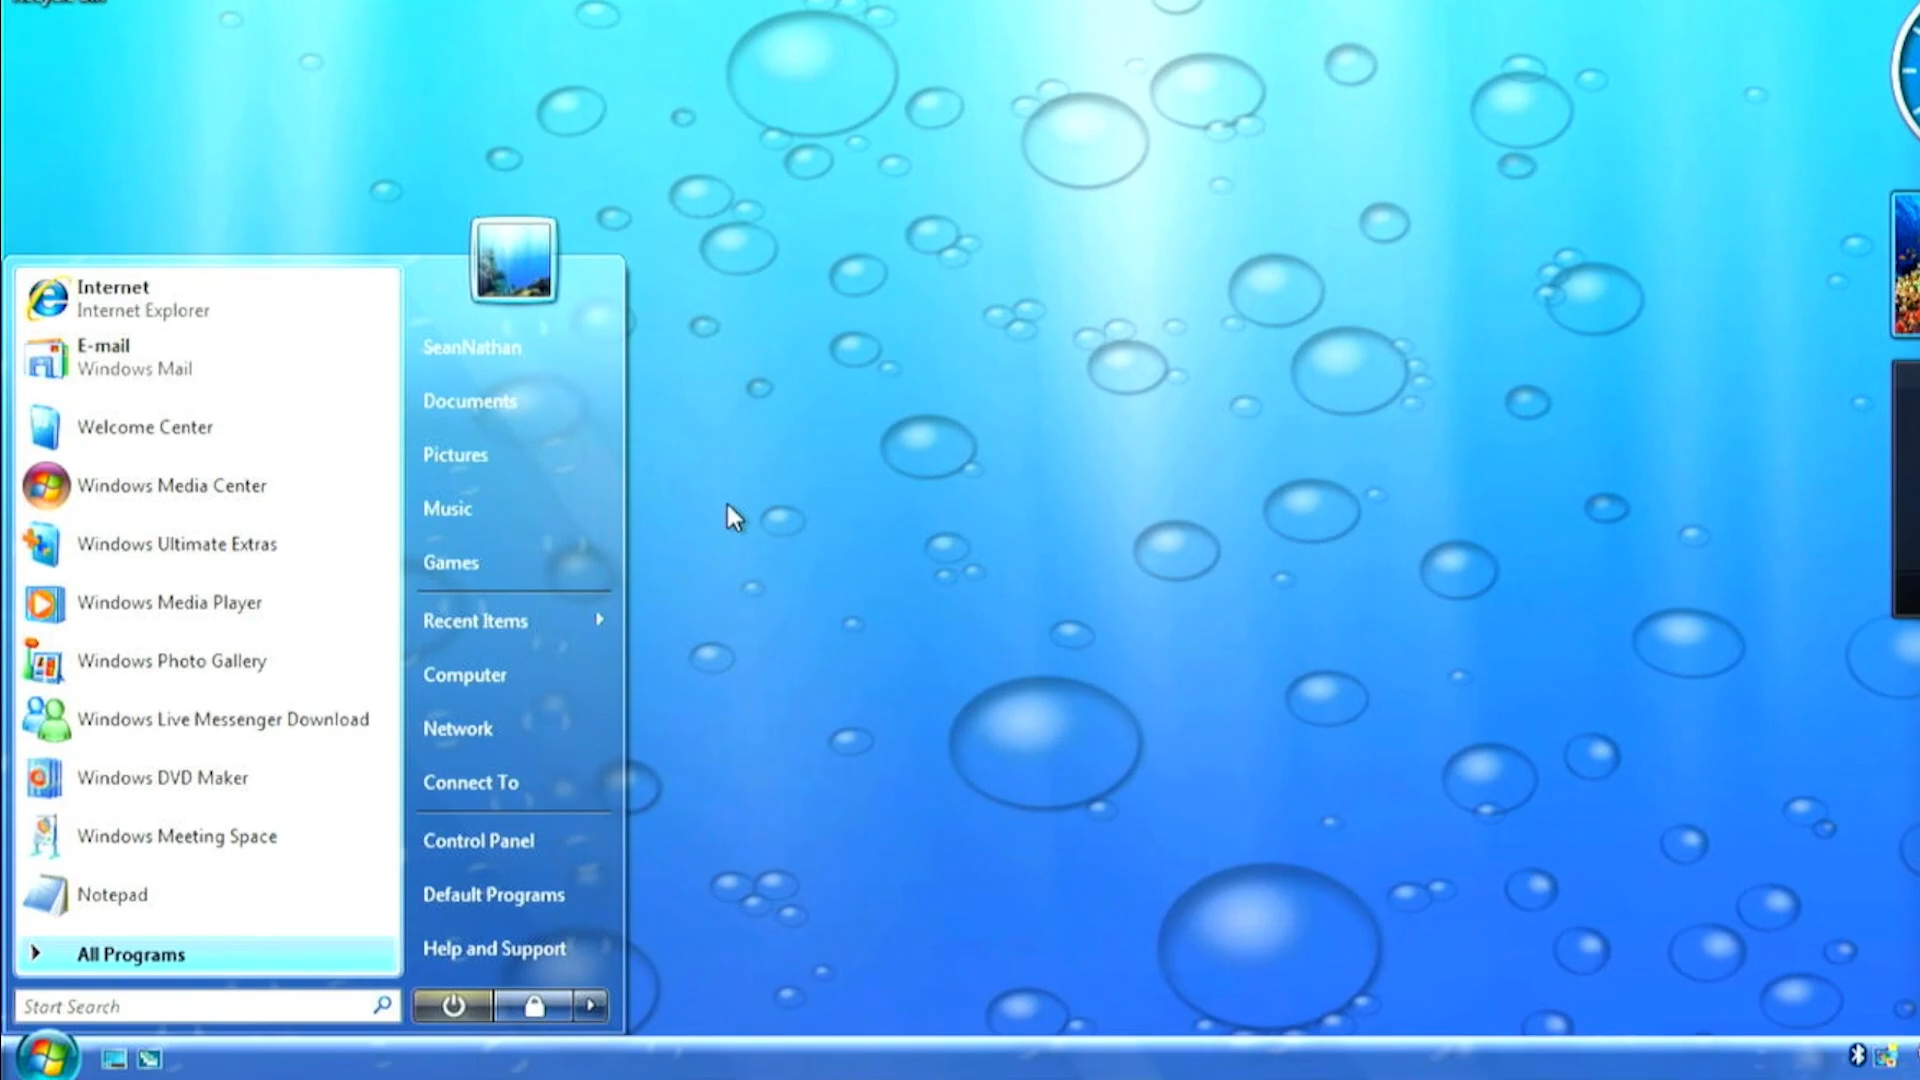 Internet
Internet Explorer
E-mail
Windows Mail
Welcome Center
Windows Media Center
Windows Ultimate Extras
Windows Media Player
Windows Photo Gallery
Windows Live Messenger Download
Windows DVD Maker
Windows Meeting Space
Notepad
All Programs
Start Search
SeanNathan
Documents
Pictures
Music
Games
Recent Items
Computer
Network
Connect To
Control Panel
Default Programs
Help and Support